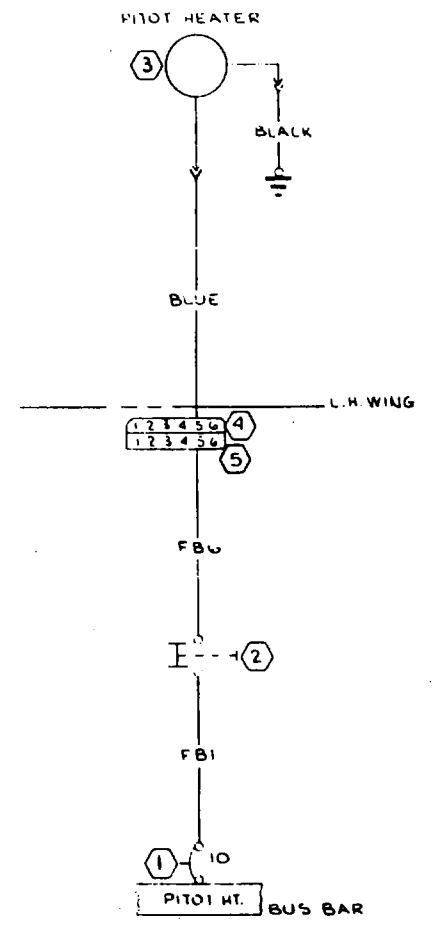 PITOT HEATER
3
BLACK
BLUE
L.H. WING
1 2 3 4 5 6
4
1 2 3 4 5 6
5
FB6
2
FB1
1
10
PITOT HT.
BUS BAR